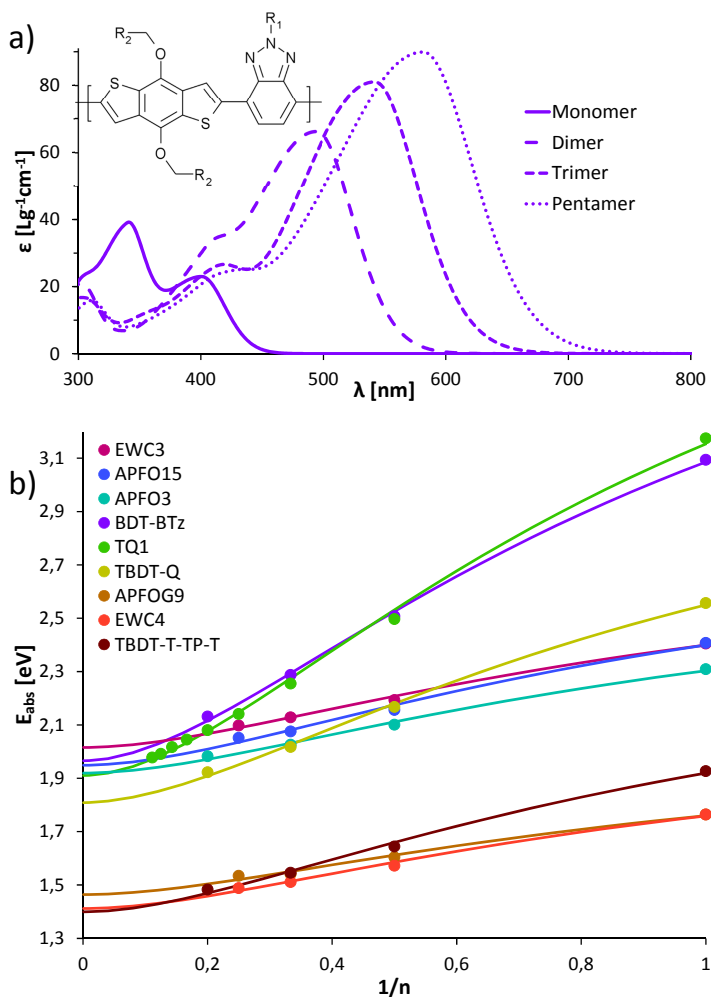 a)
R₁
R₂
O
N
N
N
S
S
O
R₂
80
60
40
20
0
ε [Lg⁻¹cm⁻¹]
Monomer
Dimer
Trimer
Pentamer
300
400
500
600
700
800
λ [nm]
b)
3,1
2,9
2,7
2,5
2,3
2,1
1,9
1,7
1,5
1,3
E_abs [eV]
EWC3
APFO15
APFO3
BDT-BTz
TQ1
TBDT-Q
APFOG9
EWC4
TBDT-T-TP-T
0
0,2
0,4
0,6
0,8
1
1/n